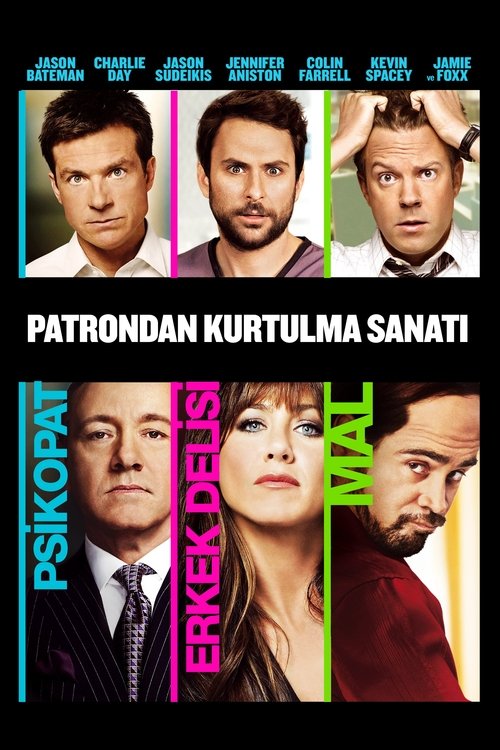 JASON BATEMAN
CHARLIE DAY
JASON SUDEIKIS
JENNIFER ANISTON
COLIN FARRELL
KEVIN SPACEY
ve JAMIE FOXX
PATRONDAN KURTULMA SANATI
PSİKOPAT
ERKEK DELİSİ
MAL